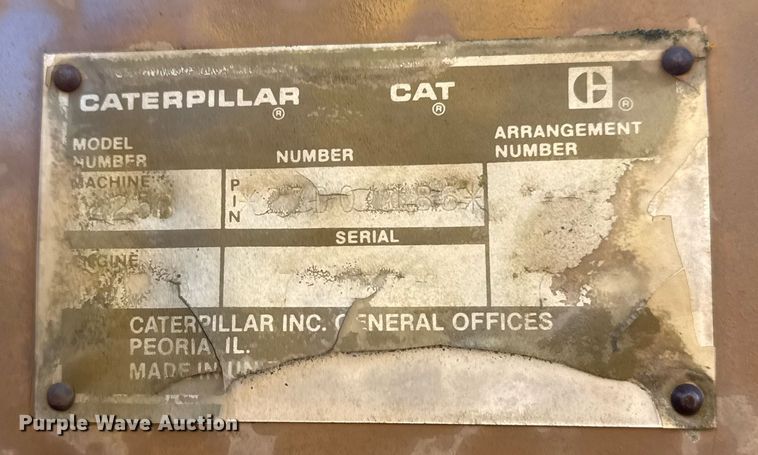 CATERPILLAR ® CAT ® C ®
MODEL NUMBER NUMBER ARRANGEMENT NUMBER
MACHINE PIN
SERIAL
ENGINE
CATERPILLAR INC. GENERAL OFFICES
PEORIA, IL.
MADE IN
Purple Wave Auction